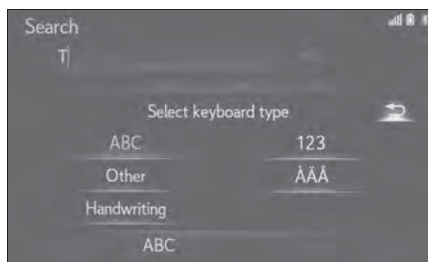 Search
T
Select keyboard type
ABC 123
Other ÀÄÂ
Handwriting
ABC